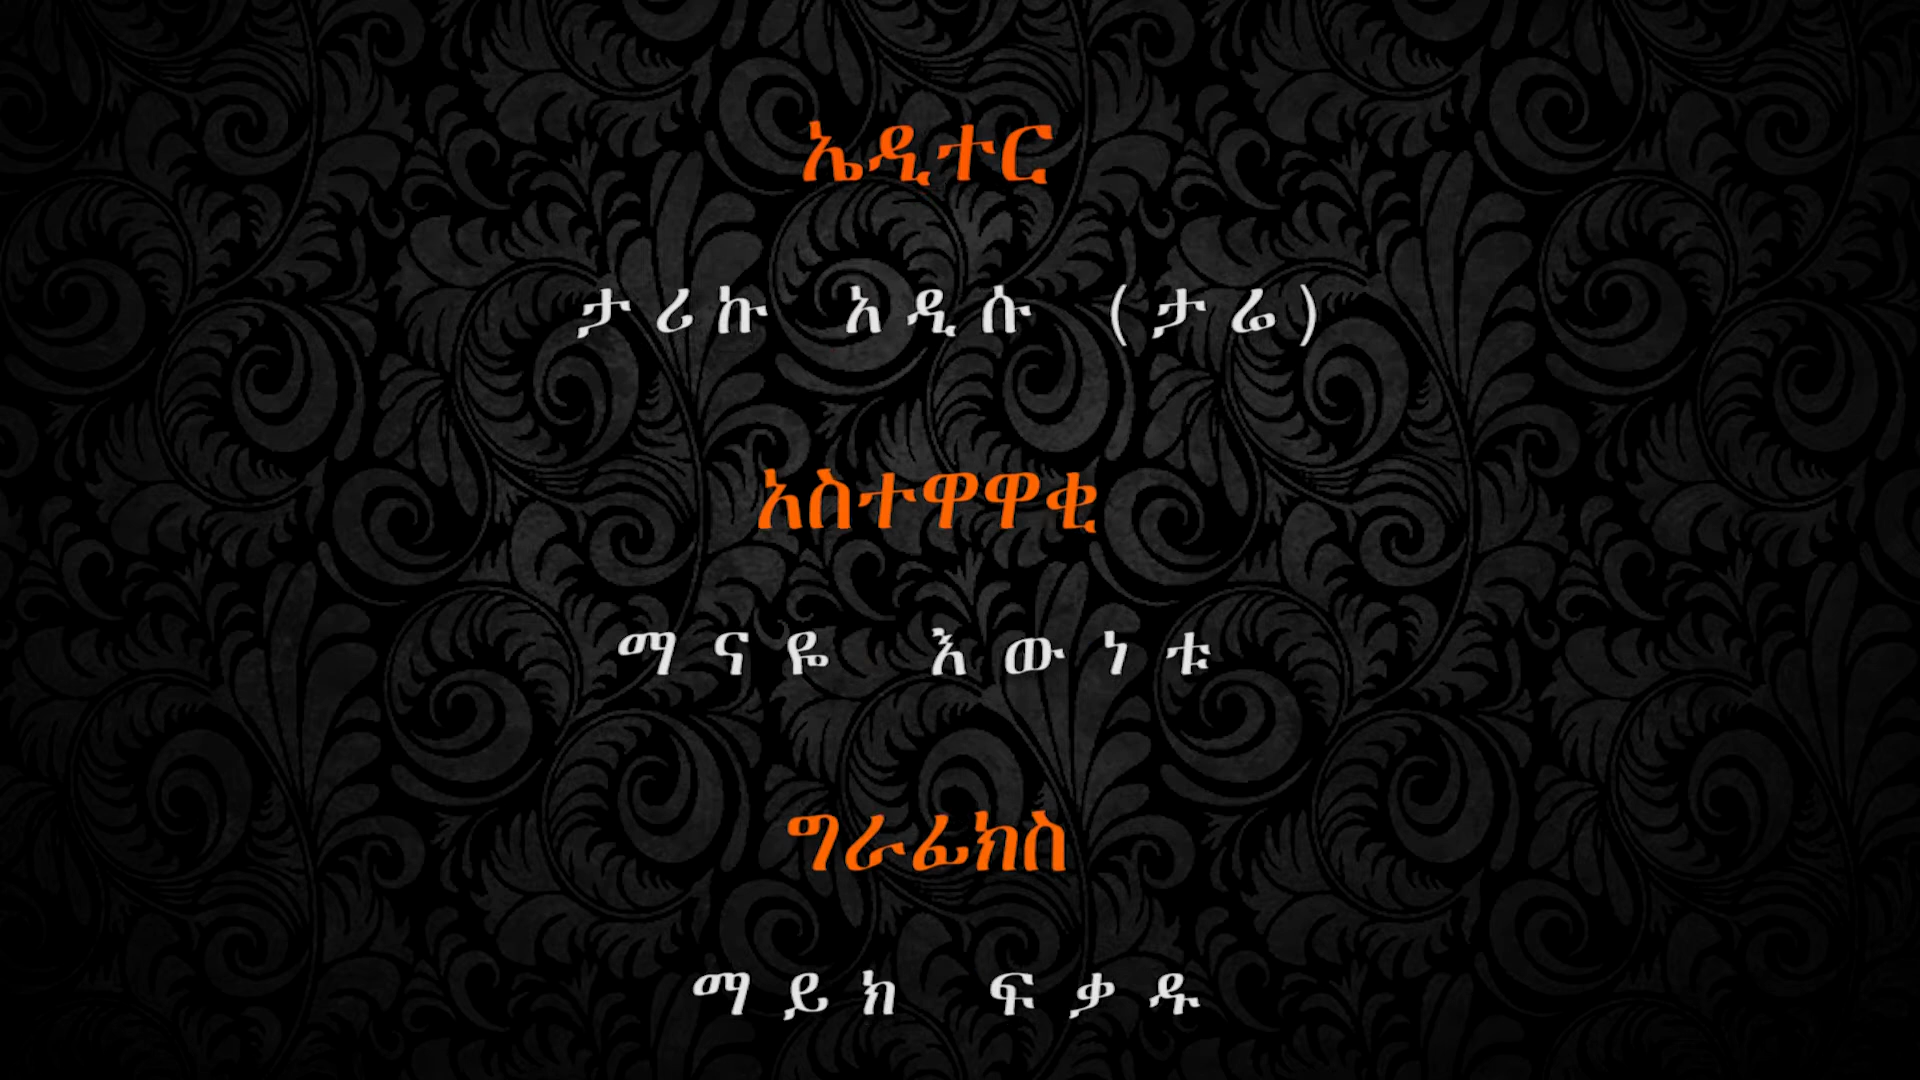 ኤዲተር
ታሪኩ አዲሱ (ታሬ)
አስተዋዋቂ
ማናዬ እውነቱ
ግራፊክስ
ማይክ ፍቃዱ